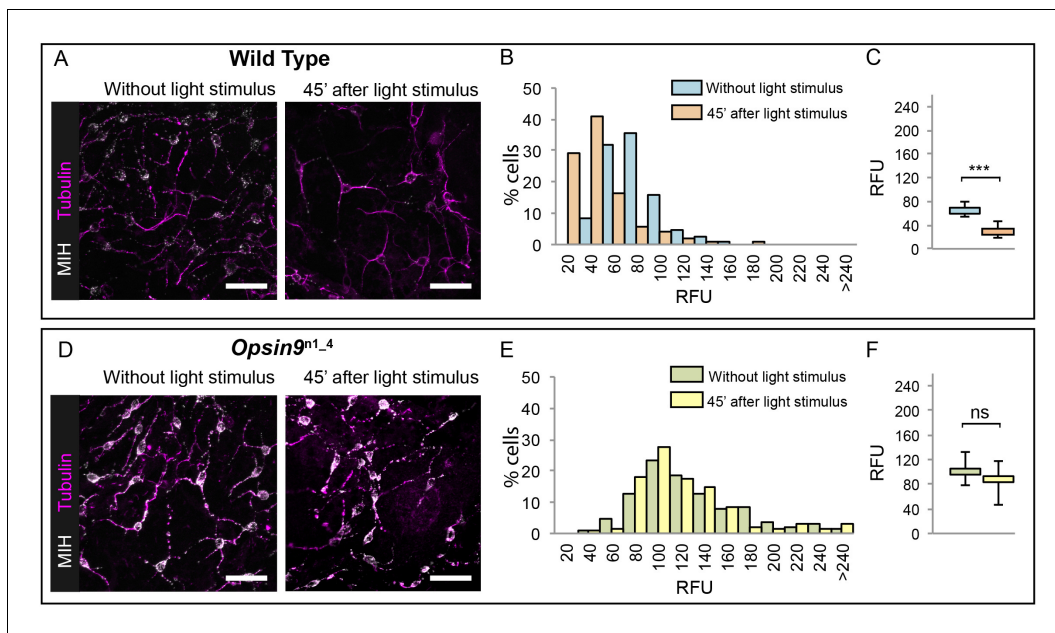 A
Wild Type
Without light stimulus
45’ after light stimulus
MIH Tubulin
B
Without light stimulus
45’ after light stimulus
% cells
50
40
30
20
10
0
20 40 60 80 100 120 140 160 180 200 220 240 >240
RFU
C
RFU
240
200
160
120
80
40
0
***
D
Opsin9ⁿ¹₋⁴
Without light stimulus
45’ after light stimulus
MIH Tubulin
E
Without light stimulus
45’ after light stimulus
% cells
50
40
30
20
10
0
20 40 60 80 100 120 140 160 180 200 220 240 >240
RFU
F
RFU
240
200
160
120
80
40
0
ns